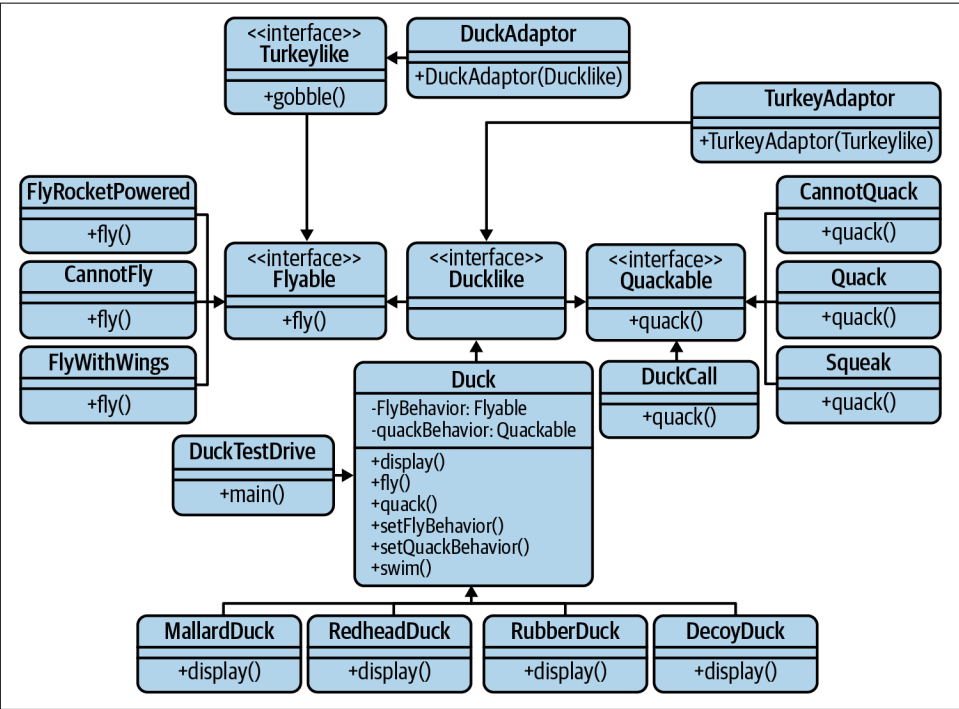 <<interface>>
Turkeylike
+gobble()
DuckAdaptor
+DuckAdaptor(Ducklike)
TurkeyAdaptor
+TurkeyAdaptor(Turkeylike)
FlyRocketPowered
+fly()
CannotFly
+fly()
FlyWithWings
+fly()
<<interface>>
Flyable
+fly()
<<interface>>
Ducklike
<<interface>>
Quackable
+quack()
CannotQuack
+quack()
Quack
+quack()
Squeak
+quack()
DuckCall
+quack()
Duck
-FlyBehavior: Flyable
-quackBehavior: Quackable
+display()
+fly()
+quack()
+setFlyBehavior()
+setQuackBehavior()
+swim()
DuckTestDrive
+main()
MallardDuck
+display()
RedheadDuck
+display()
RubberDuck
+display()
DecoyDuck
+display()